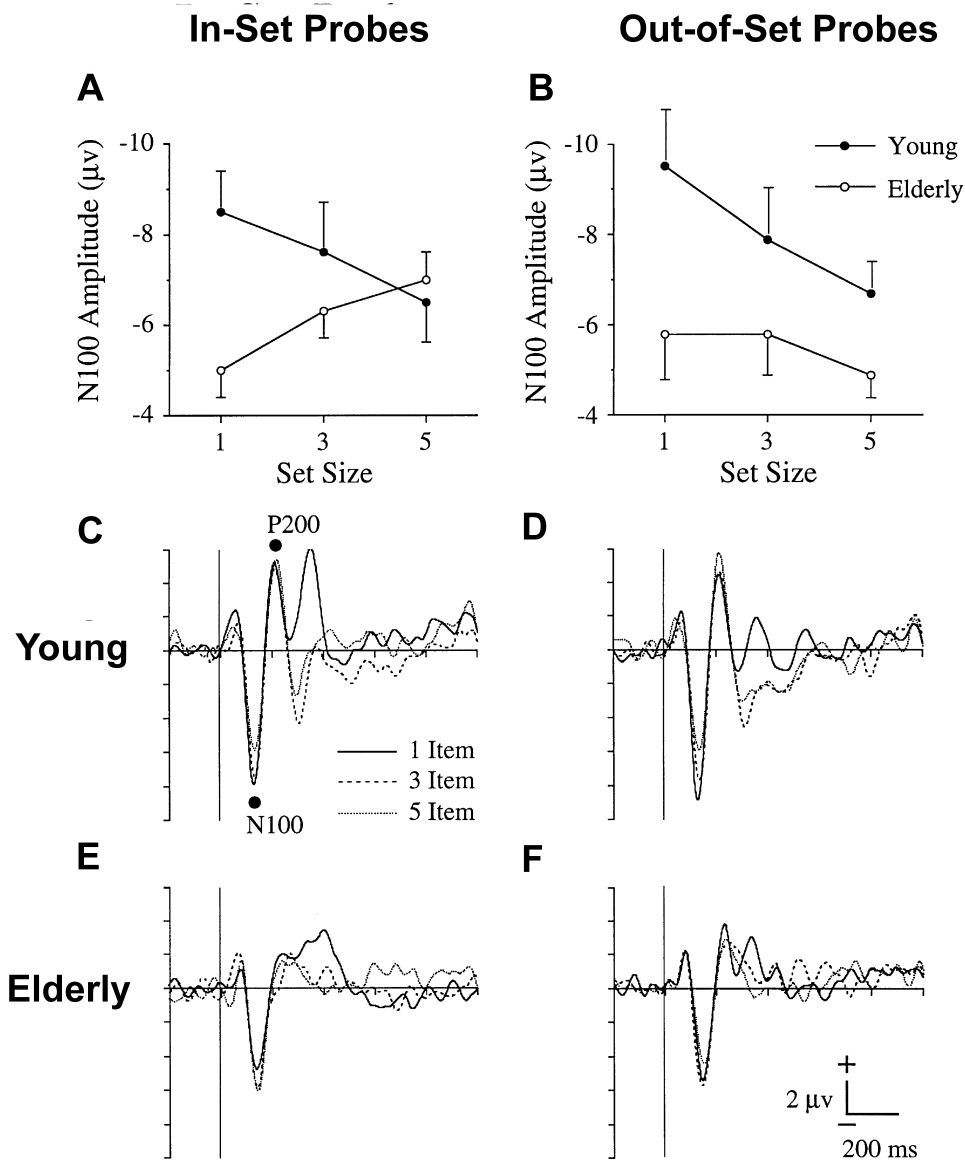 In-Set Probes
Out-of-Set Probes
A
B
N100 Amplitude (μv)
-10
-8
-6
-4
1
3
5
Set Size
N100 Amplitude (μv)
-10
-8
-6
-4
1
3
5
Set Size
Young
Elderly
C
D
P200
Young
1 Item
3 Item
5 Item
N100
E
F
Elderly
+
2 μv
−
200 ms